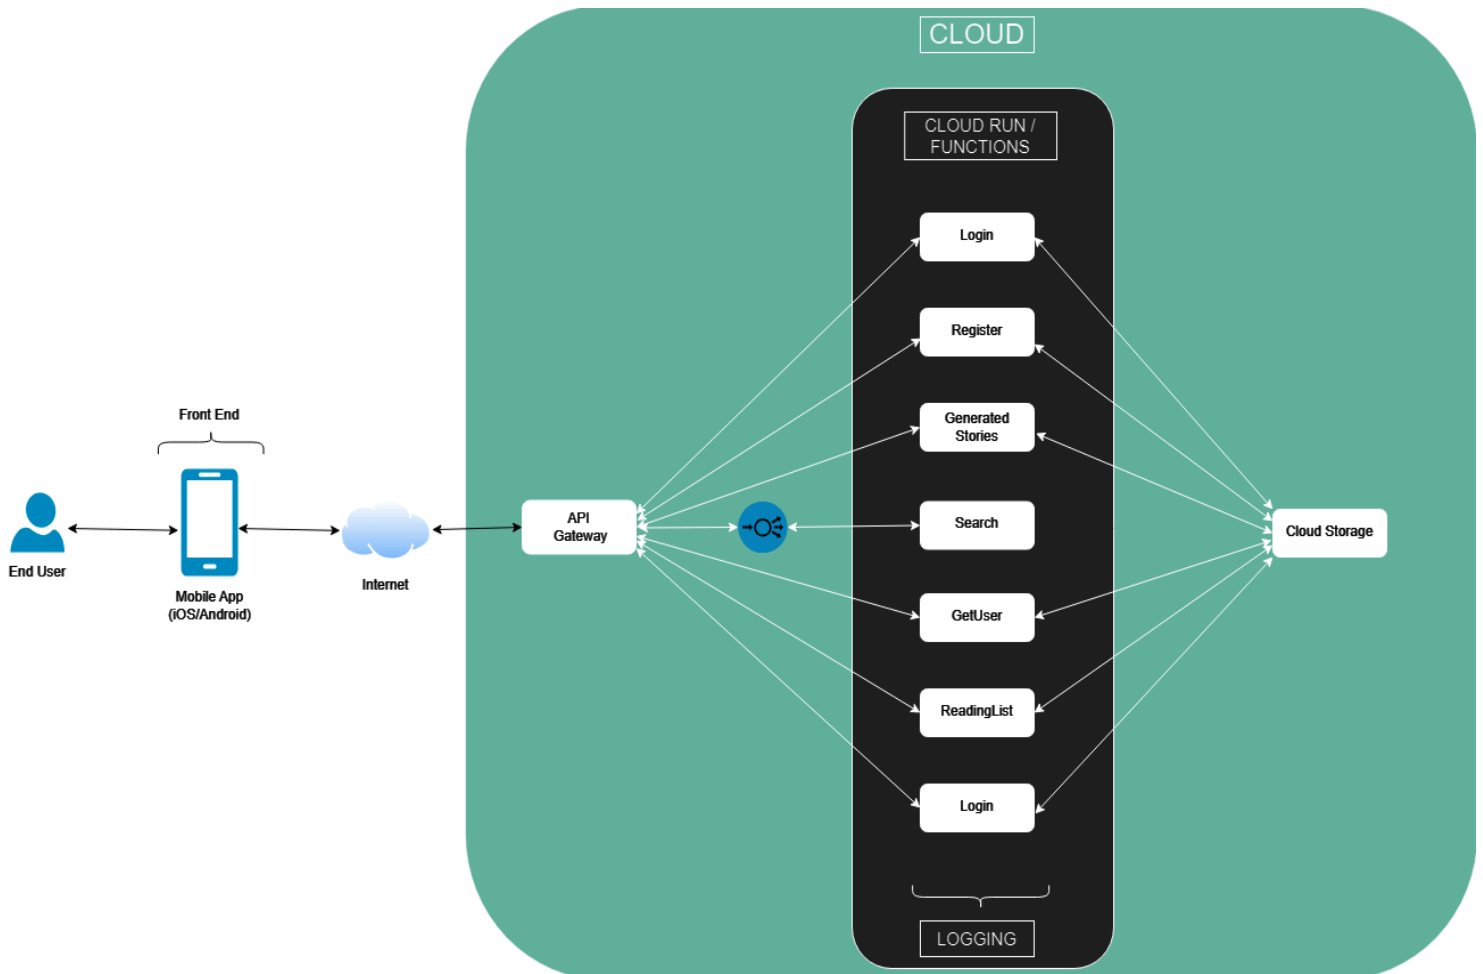 CLOUD
CLOUD RUN /
FUNCTIONS
Login
Register
Front End
Generated
Stories
API
Gateway
Search
Cloud Storage
End User
Internet
Mobile App
(iOS/Android)
GetUser
ReadingList
Login
LOGGING